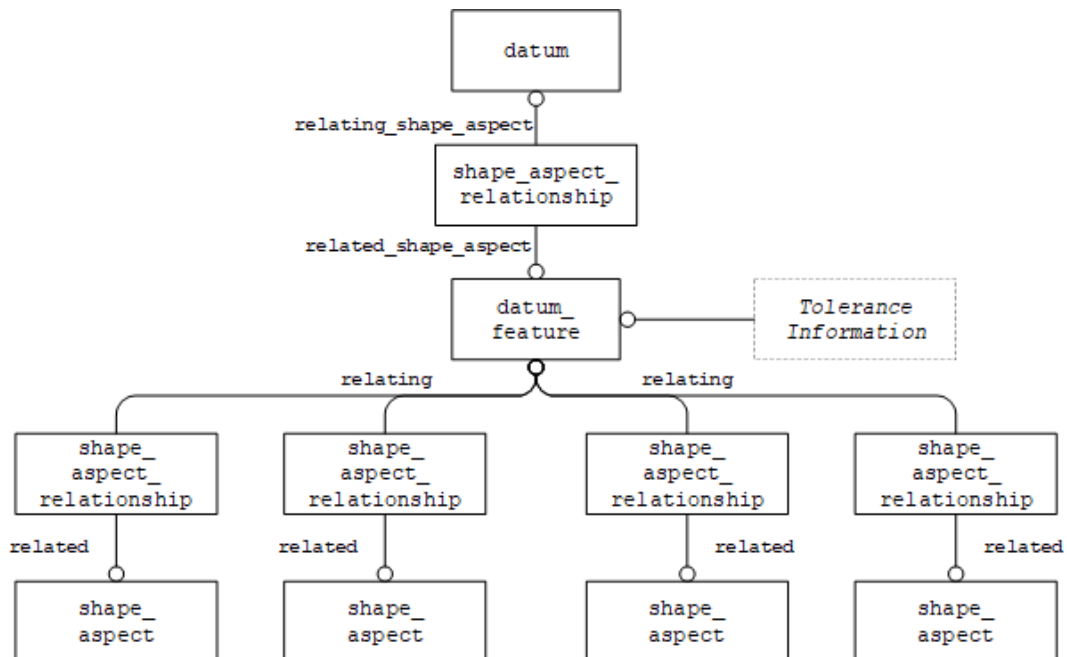 datum
relating_shape_aspect
shape_aspect_
relationship
related_shape_aspect
datum_
feature
Tolerance
Information
relating
relating
shape_
aspect_
relationship
shape_
aspect_
relationship
shape_
aspect_
relationship
shape_
aspect_
relationship
related
related
related
related
shape_
aspect
shape_
aspect
shape_
aspect
shape_
aspect